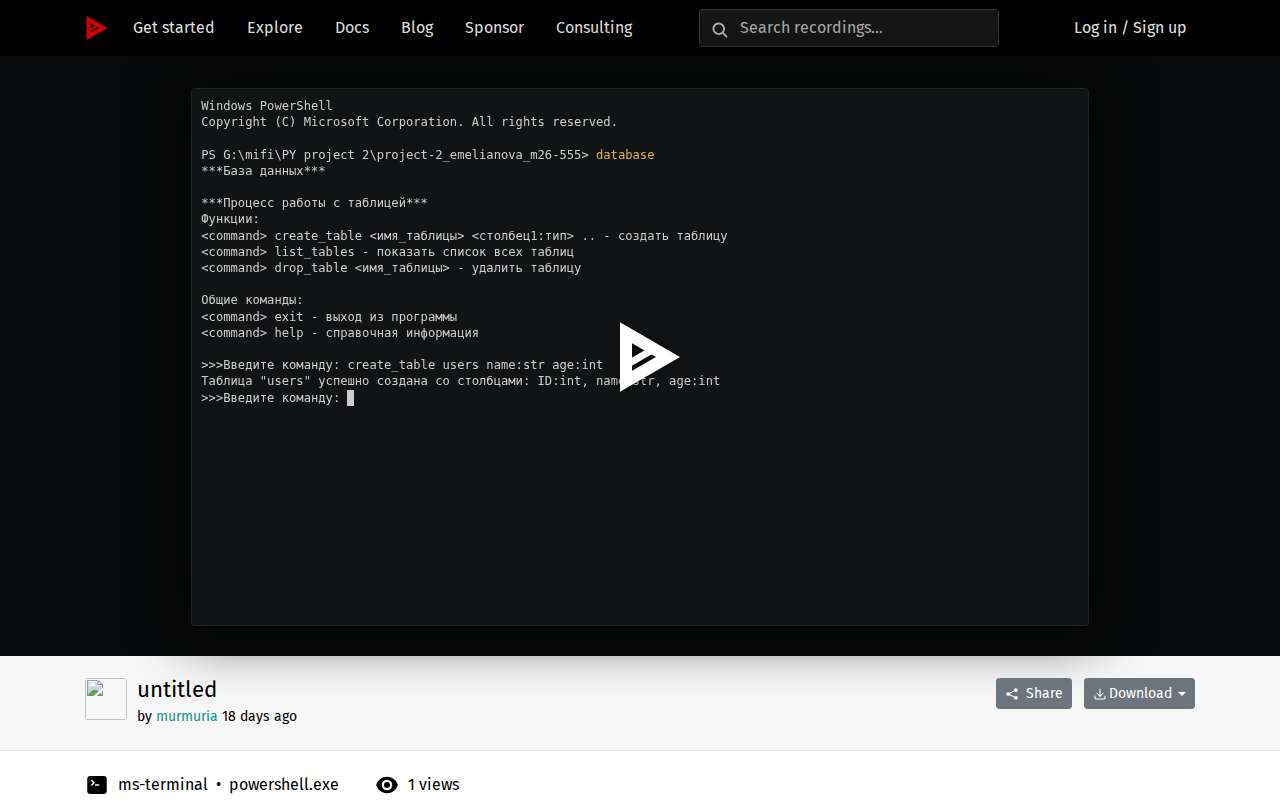 Get started Explore Docs Blog Sponsor Consulting Search recordings... Log in / Sign up
Windows PowerShell
Copyright (C) Microsoft Corporation. All rights reserved.
PS G:\mifi\PY project 2\project-2_emelianova_m26-555> database
***База данных***
***Процесс работы с таблицей***
Функции:
<command> create_table <имя_таблицы> <столбец1:тип> .. - создать таблицу
<command> list_tables - показать список всех таблиц
<command> drop_table <имя_таблицы> - удалить таблицу
Общие команды:
<command> exit - выход из программы
<command> help - справочная информация
>>>Введите команду: create_table users name:str age:int
Таблица "users" успешно создана со столбцами: ID:int, name:str, age:int
>>>Введите команду:
untitled
by murmuria 18 days ago
Share Download
ms-terminal • powershell.exe 1 views